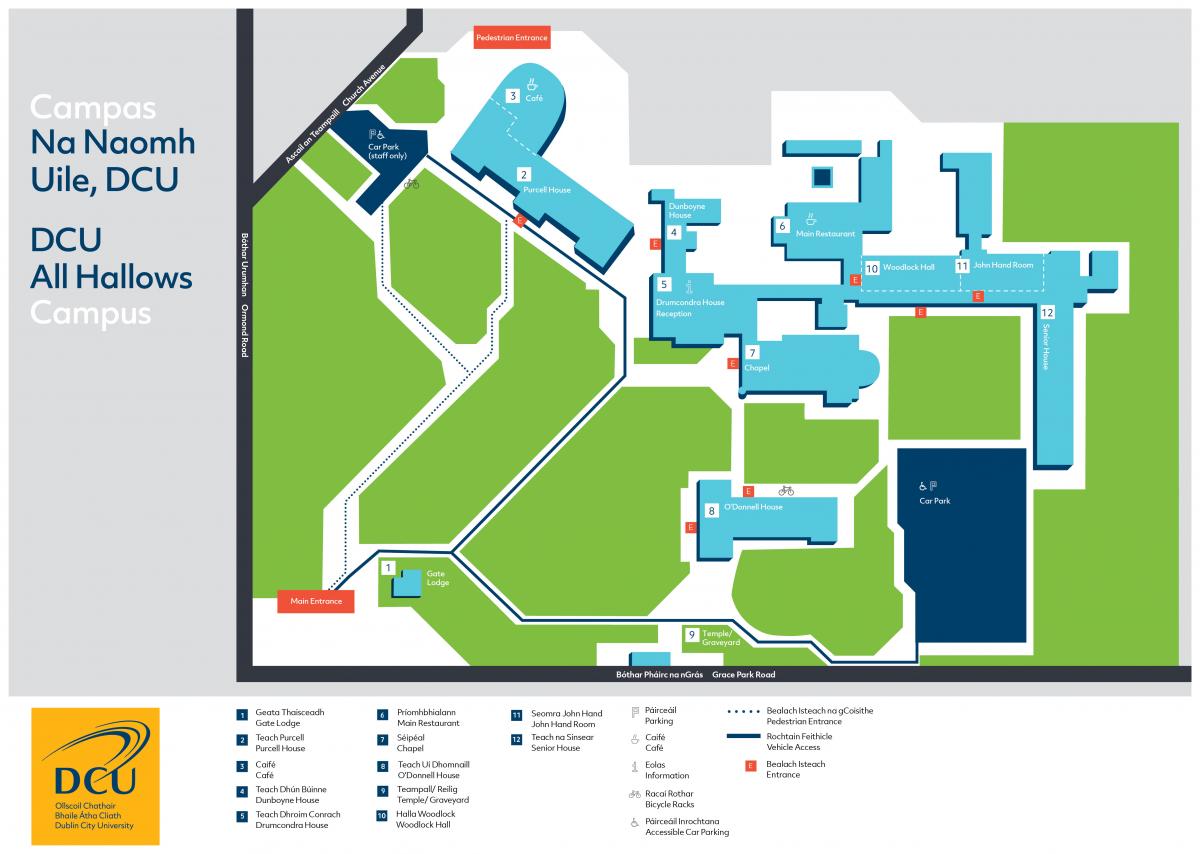 Campas
Na Naomh
Uile, DCU
DCU
All Hallows
Campus
Pedestrian Entrance
Ascail an Teampaill Church Avenue
Car Park
(staff only)
3 Café
2
Purcell House
E
Bóthar Urumhan Ormond Road
Dunboyne
House
4
E
5
Drumcondra House
Reception
6
Main Restaurant
E
10 Woodlock Hall
11 John Hand Room
E
E
12
Senior House
7
Chapel
E
Car Park
E
8 O'Donnell House
E
1
Gate
Lodge
Main Entrance
9 Temple/
Graveyard
Bóthar Pháirc na nGrás Grace Park Road
DCU
Ollscoil Chathair
Bhaile Átha Cliath
Dublin City University
1 Geata Thaisceadh
Gate Lodge
2 Teach Purcell
Purcell House
3 Caifé
Café
4 Teach Dhún Búinne
Dunboyne House
5 Teach Dhroim Conrach
Drumcondra House
6 Príomhbhialann
Main Restaurant
7 Séipéal
Chapel
8 Teach Uí Dhomnaill
O'Donnell House
9 Teampall/ Reilig
Temple/ Graveyard
10 Halla Woodlock
Woodlock Hall
11 Seomra John Hand
John Hand Room
12 Teach na Sinsear
Senior House
Páirceáil
Parking
Caifé
Café
Eolas
Information
Racaí Rothar
Bicycle Racks
Páirceáil Inrochtana
Accessible Car Parking
Bealach Isteach na gCoisithe
Pedestrian Entrance
Rochtain Feithicle
Vehicle Access
E Bealach Isteach
Entrance